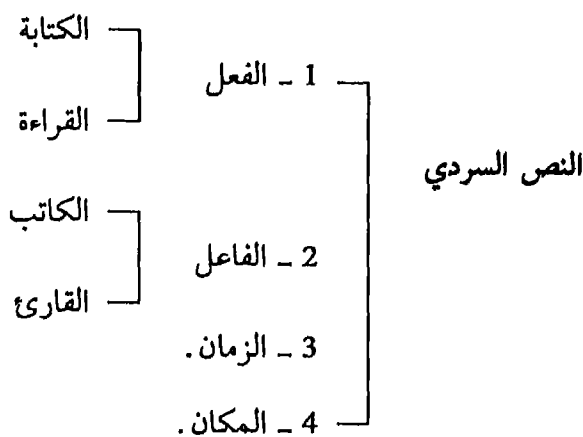 النص السردي
1 ـ الفعل
الكتابة
القراءة
2 ـ الفاعل
الكاتب
القارئ
3 ـ الزمان.
4 ـ المكان.